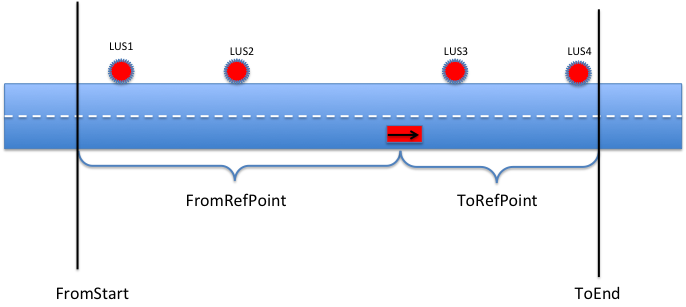 LUS1
LUS2
LUS3
LUS4
FromRefPoint
ToRefPoint
FromStart
ToEnd